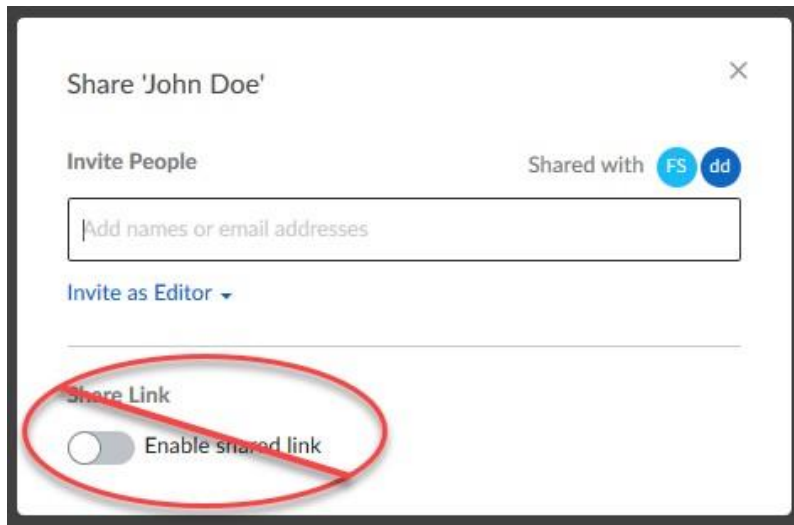 Share 'John Doe'
Invite People
Shared with FS dd
Add names or email addresses
Invite as Editor
Share Link
Enable shared link